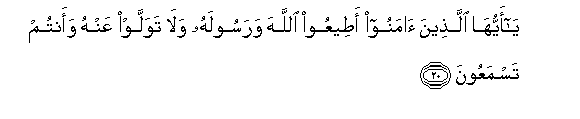 يَـٰٓأَيُّهَا ٱلَّذِينَ ءَامَنُوٓا۟ أَطِيعُوا۟ ٱللَّهَ وَرَسُولَهُۥ وَلَا تَوَلَّوْا۟ عَنْهُ وَأَنتُمْ
تَسْمَعُونَ ﴿٢٠﴾